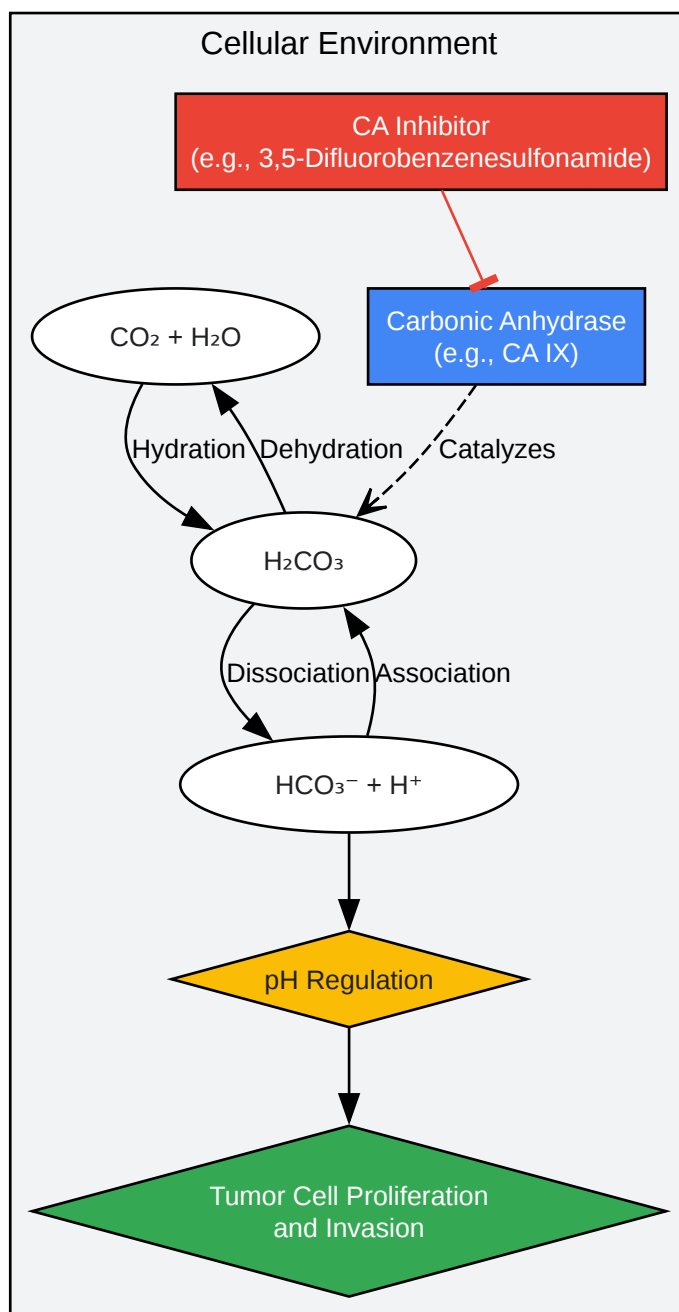 Cellular Environment
CA Inhibitor
(e.g., 3,5-Difluorobenzenesulfonamide)
CO₂ + H₂O
Carbonic Anhydrase
(e.g., CA IX)
Hydration
Dehydration
Catalyzes
H₂CO₃
Dissociation
Association
HCO₃⁻ + H⁺
pH Regulation
Tumor Cell Proliferation
and Invasion